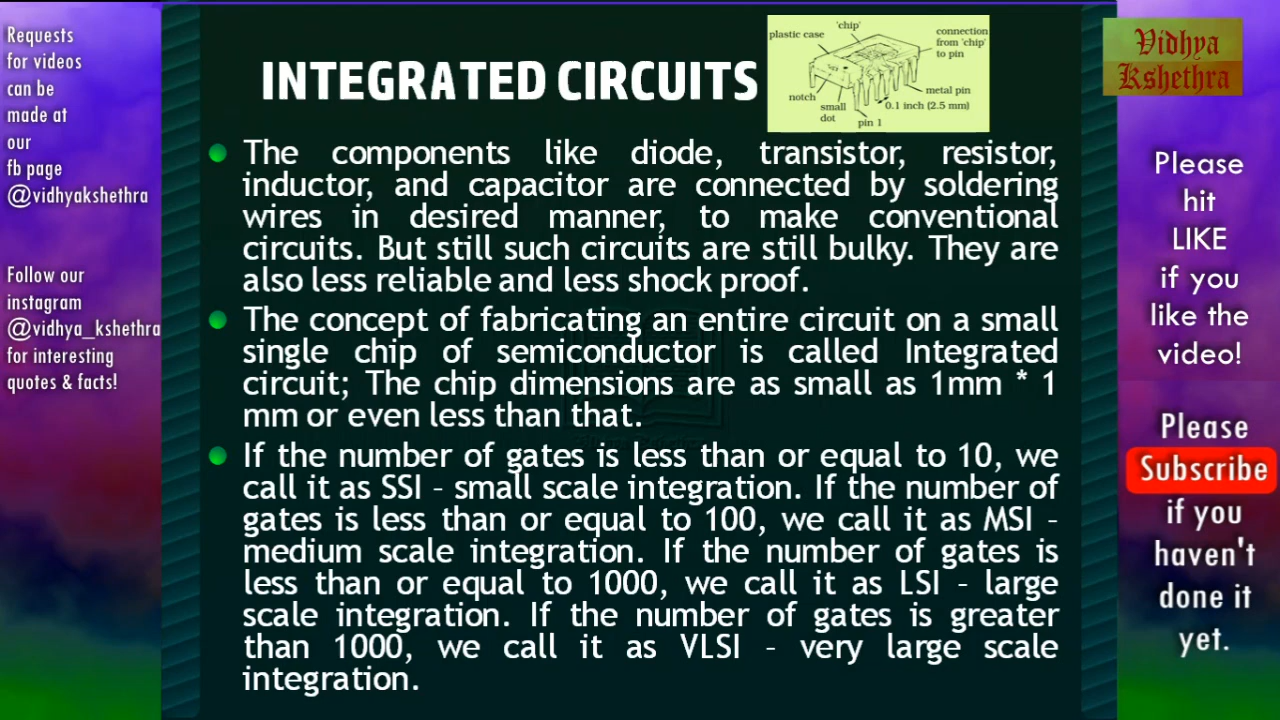 Requests
for videos
can be
made at
our
fb page
@vidhyakshethra
Follow our
instagram
@vidhya_kshethra
for interesting
quotes & facts!
INTEGRATED CIRCUITS
'chip'
plastic case
connection
from 'chip'
to pin
notch
small
dot
metal pin
0.1 inch (2.5 mm)
pin 1
The components like diode, transistor, resistor,
inductor, and capacitor are connected by soldering
wires in desired manner, to make conventional
circuits. But still such circuits are still bulky. They are
also less reliable and less shock proof.
The concept of fabricating an entire circuit on a small
single chip of semiconductor is called Integrated
circuit; The chip dimensions are as small as 1mm * 1
mm or even less than that.
If the number of gates is less than or equal to 10, we
call it as SSI – small scale integration. If the number of
gates is less than or equal to 100, we call it as MSI –
medium scale integration. If the number of gates is
less than or equal to 1000, we call it as LSI – large
scale integration. If the number of gates is greater
than 1000, we call it as VLSI – very large scale
integration.
Vidhya
Kshethra
Please
hit
LIKE
if you
like the
video!
Please
Subscribe
if you
haven't
done it
yet.